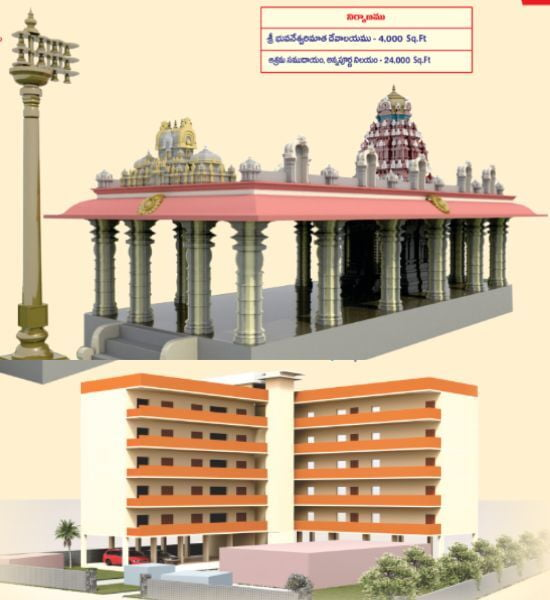 నిర్మాణము
శ్రీ భువనేశ్వరిమాత దేవాలయము - 4,000 Sq.Ft
ఆశ్రమ సముదాయం, అన్నపూర్ణ నిలయం - 24,000 Sq.Ft